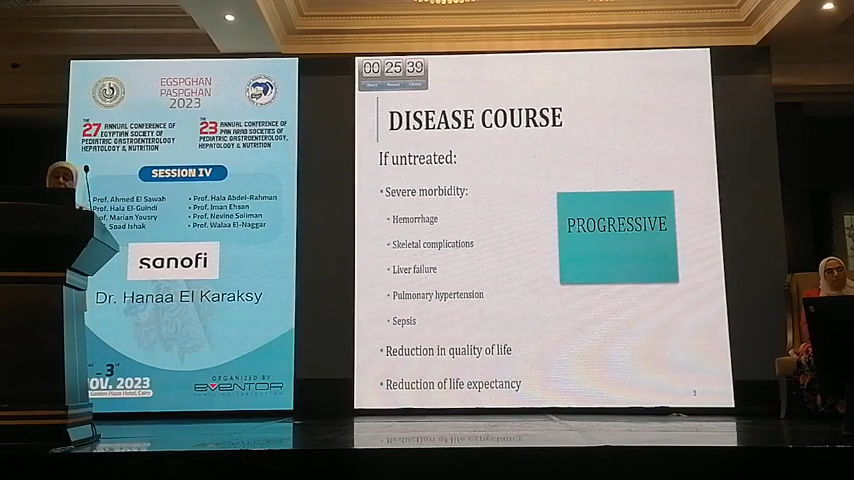 EGSPGHAN
PASPGHAN
2023
THE 27 ANNUAL CONFERENCE OF
EGYPTIAN SOCIETY OF
PEDIATRIC GASTROENTEROLOGY
HEPATOLOGY & NUTRITION
THE 23 ANNUAL CONFERENCE OF
PAN ARAB SOCIETIES OF
PEDIATRIC GASTROENTEROLOGY,
HEPATOLOGY & NUTRITION
SESSION IV
Prof. Ahmed El Sawah
Prof. Hala El-Guindi
Prof. Marian Yousry
Soad Ishak
• Prof. Hala Abdel-Rahman
• Prof. Iman Ehsan
• Prof. Nevine Soliman
• Prof. Walaa El-Naggar
sanofi
Dr. Hanaa El Karaksy
3rd
NOV. 2023
Golden Plaza Hotel, Cairo
ORGANIZED BY
EVENTOR
00 25 39
Start Reset Close
DISEASE COURSE
If untreated:
• Severe morbidity:
• Hemorrhage
• Skeletal complications
• Liver failure
• Pulmonary hypertension
• Sepsis
• Reduction in quality of life
• Reduction of life expectancy
PROGRESSIVE
5